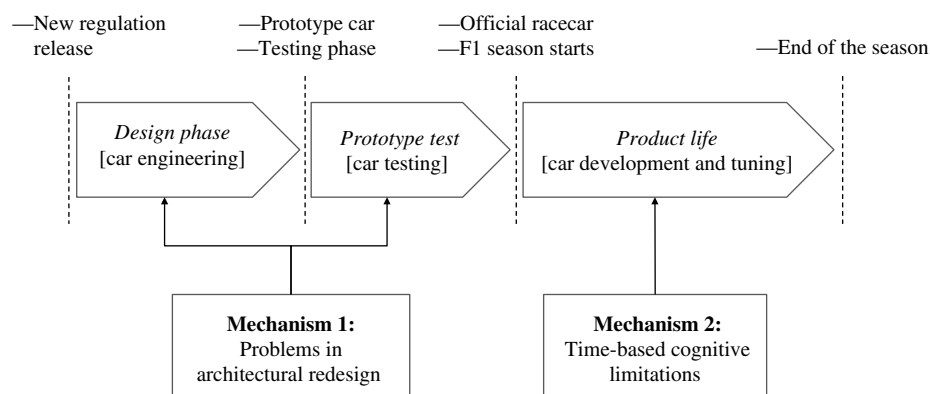 —New regulation
release
—Prototype car
—Testing phase
—Official racecar
—F1 season starts
—End of the season
Design phase
[car engineering]
Prototype test
[car testing]
Product life
[car development and tuning]
Mechanism 1:
Problems in
architectural redesign
Mechanism 2:
Time-based cognitive
limitations